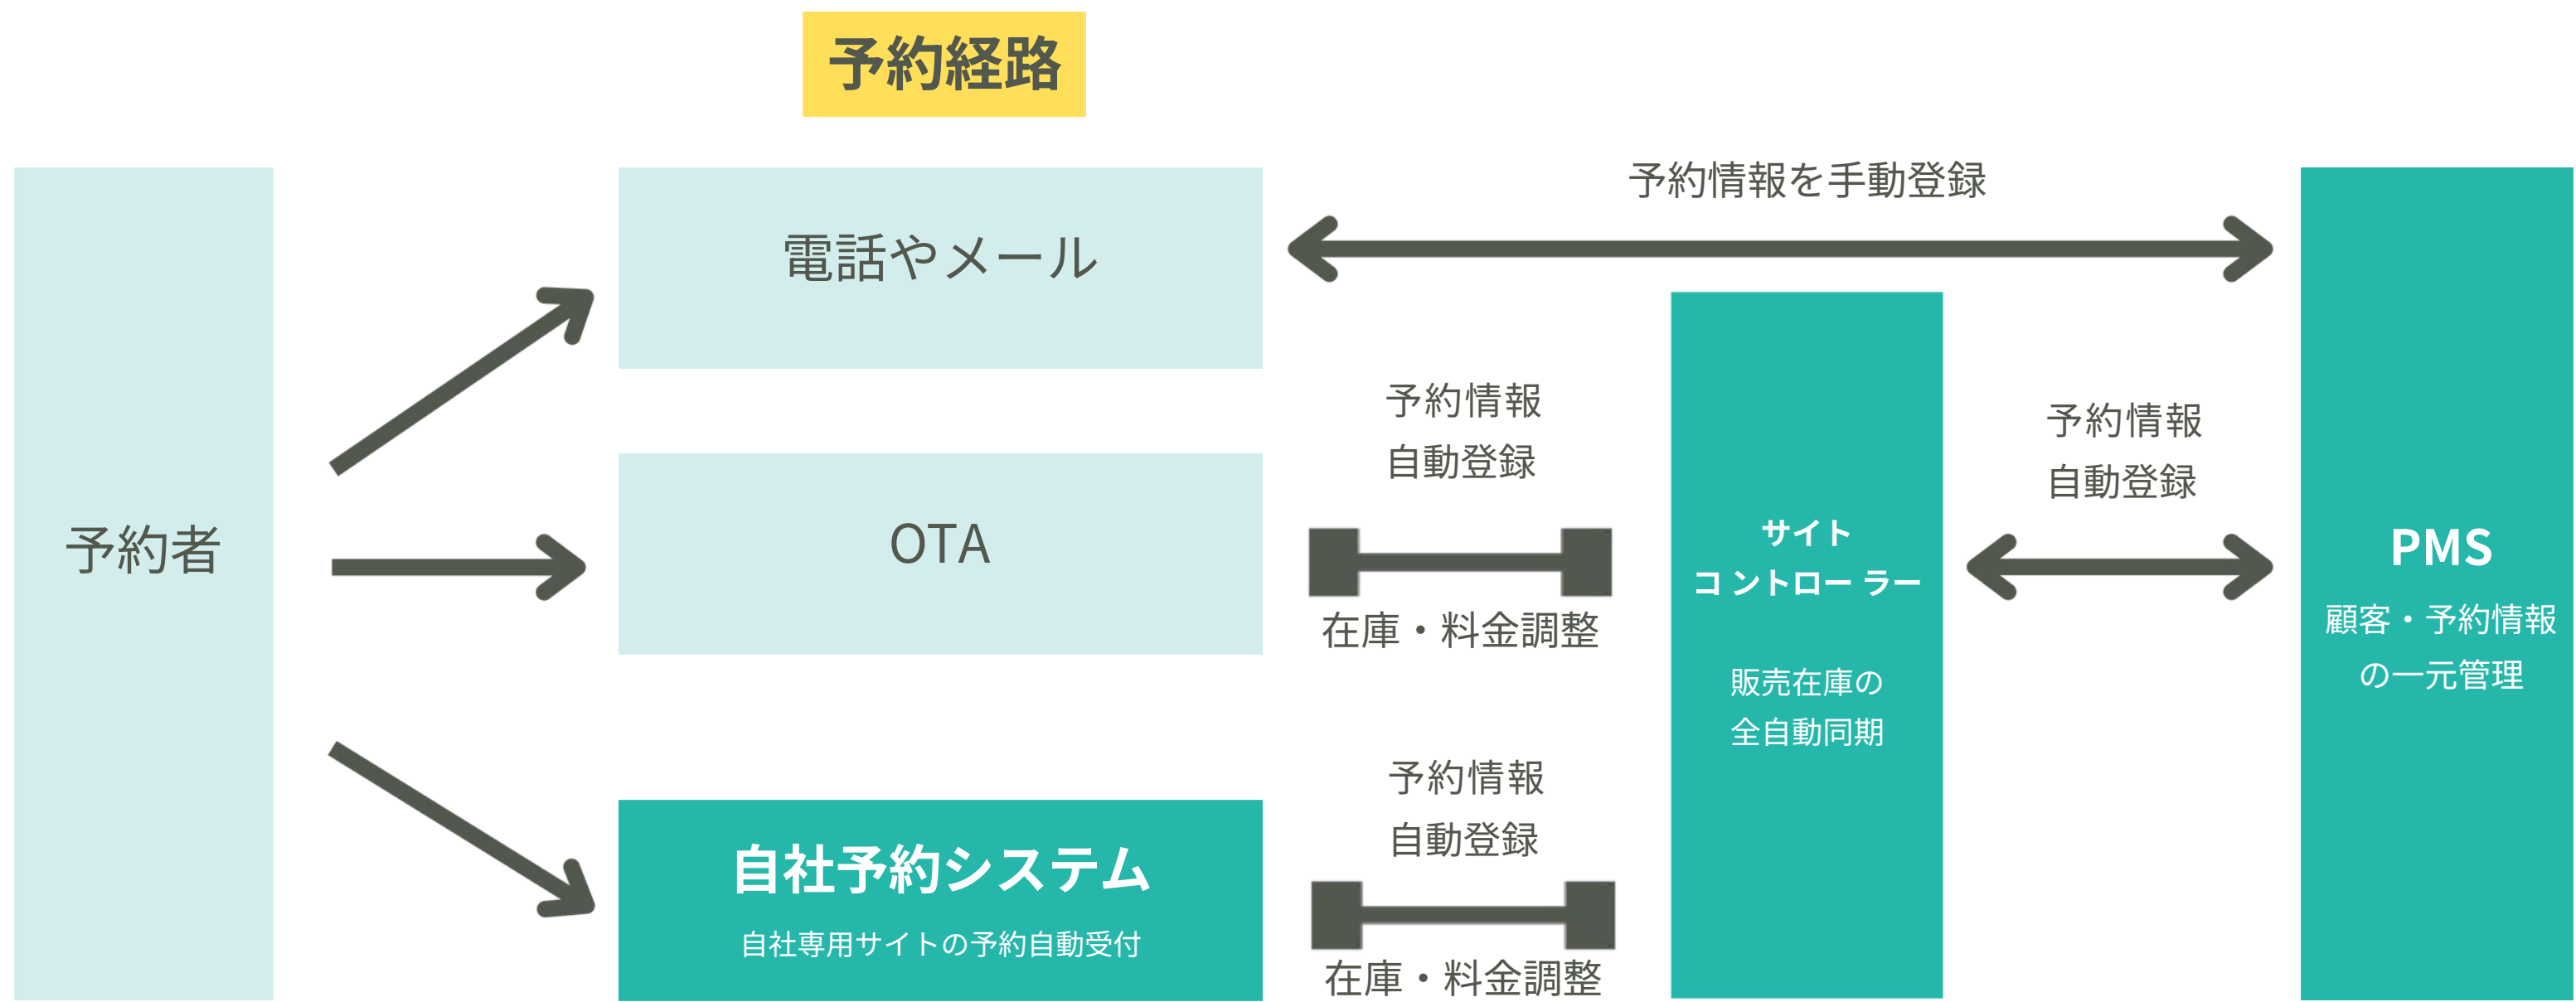 予約経路
予約者
電話やメール
予約情報を手動登録
OTA
予約情報
自動登録
在庫・料金調整
自社予約システム
自社専用サイトの予約自動受付
予約情報
自動登録
在庫・料金調整
サイト
コントローラー
販売在庫の
全自動同期
予約情報
自動登録
PMS
顧客・予約情報
の一元管理